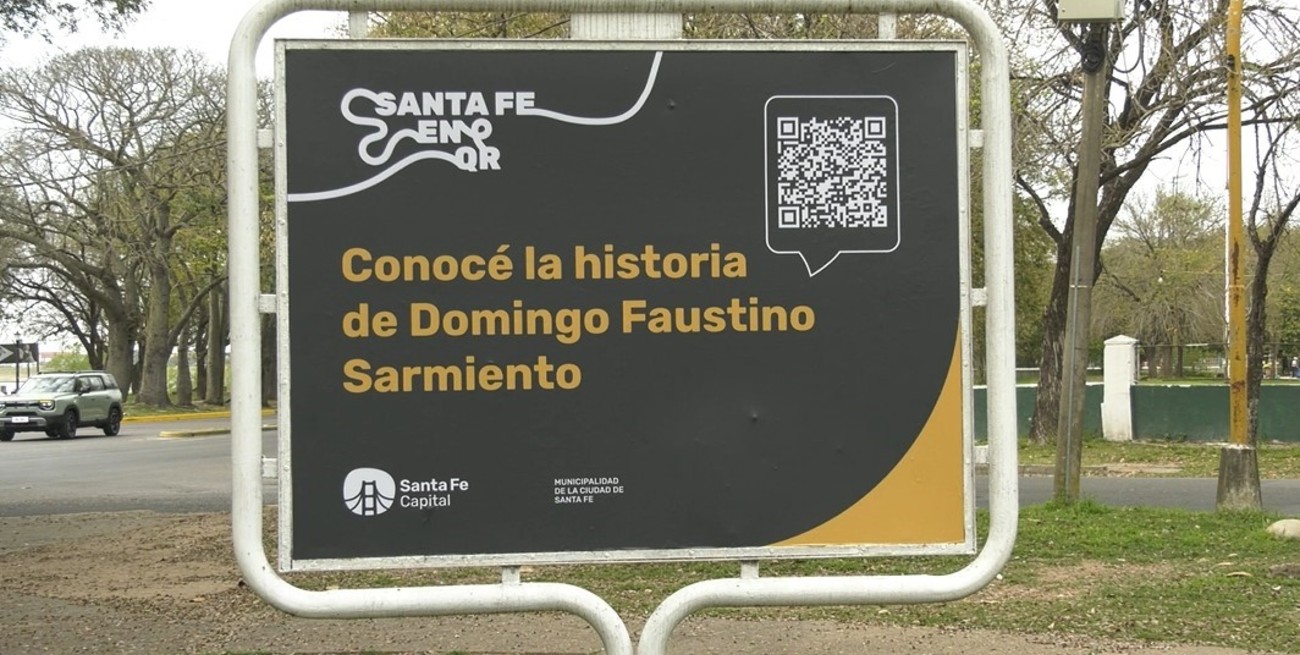 SANTA FE
EN
QR
Conocé la historia
de Domingo Faustino
Sarmiento
Santa Fe
Capital
MUNICIPALIDAD
DE LA CIUDAD DE
SANTA FE